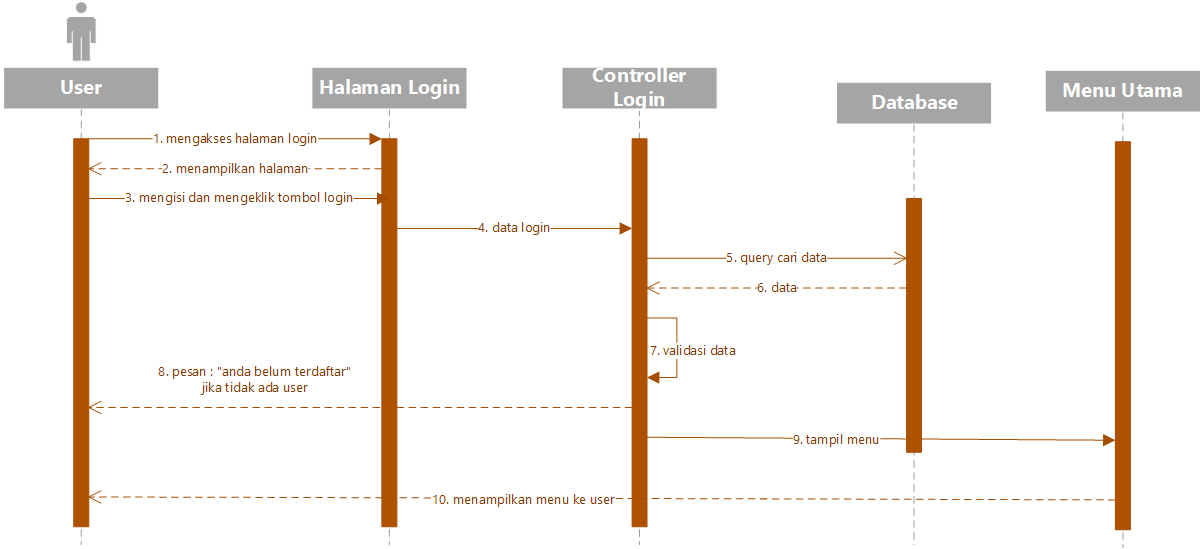 User
Halaman Login
Controller
Login
Database
Menu Utama
1. mengakses halaman login
2. menampilkan halaman
3. mengisi dan mengeklik tombol login
4. data login
5. query cari data
6. data
7. validasi data
8. pesan : "anda belum terdaftar"
jika tidak ada user
9. tampil menu
10. menampilkan menu ke user